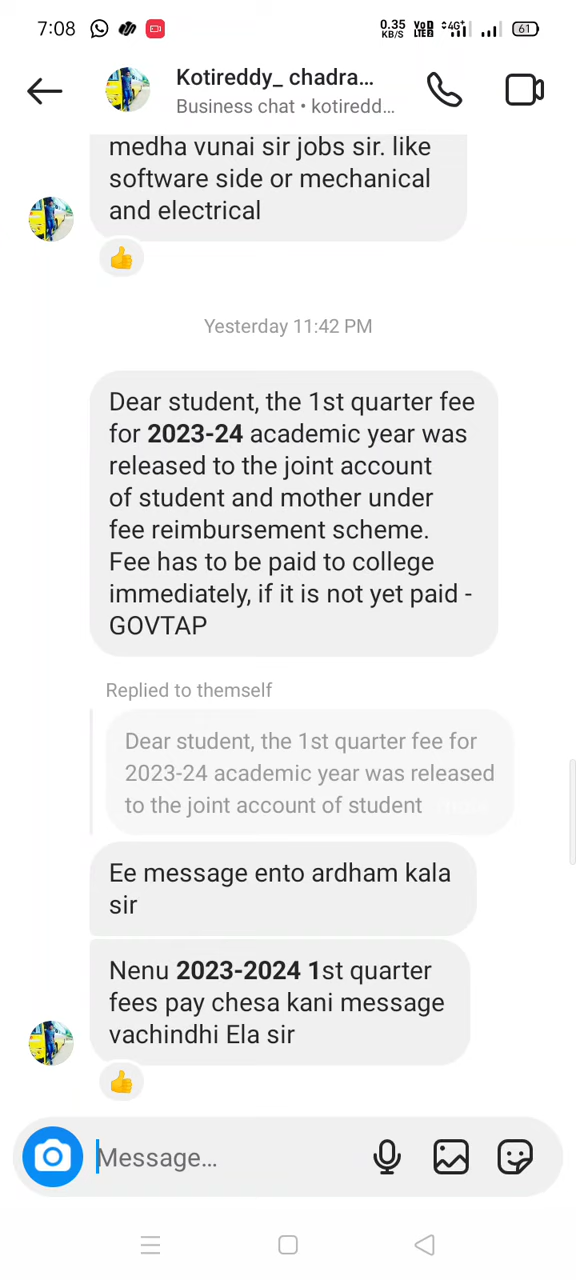 7:08
0.35 KB/S VoD LTE2 4G+ 61
Kotireddy_ chadra...
Business chat • kotiredd...
medha vunai sir jobs sir. like
software side or mechanical
and electrical
Yesterday 11:42 PM
Dear student, the 1st quarter fee
for 2023-24 academic year was
released to the joint account
of student and mother under
fee reimbursement scheme.
Fee has to be paid to college
immediately, if it is not yet paid -
GOVTAP
Replied to themself
Dear student, the 1st quarter fee for
2023-24 academic year was released
to the joint account of student
Ee message ento ardham kala
sir
Nenu 2023-2024 1st quarter
fees pay chesa kani message
vachindhi Ela sir
Message...